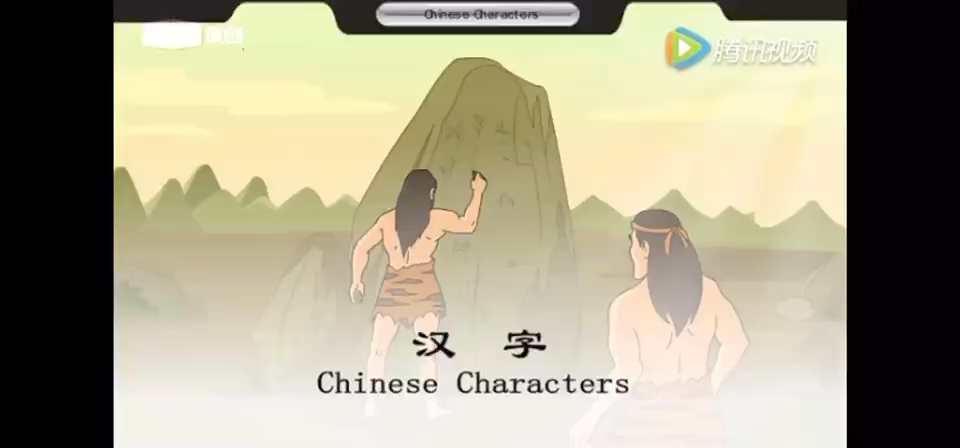 Chinese Characters
腾讯视频
汉 字
Chinese Characters